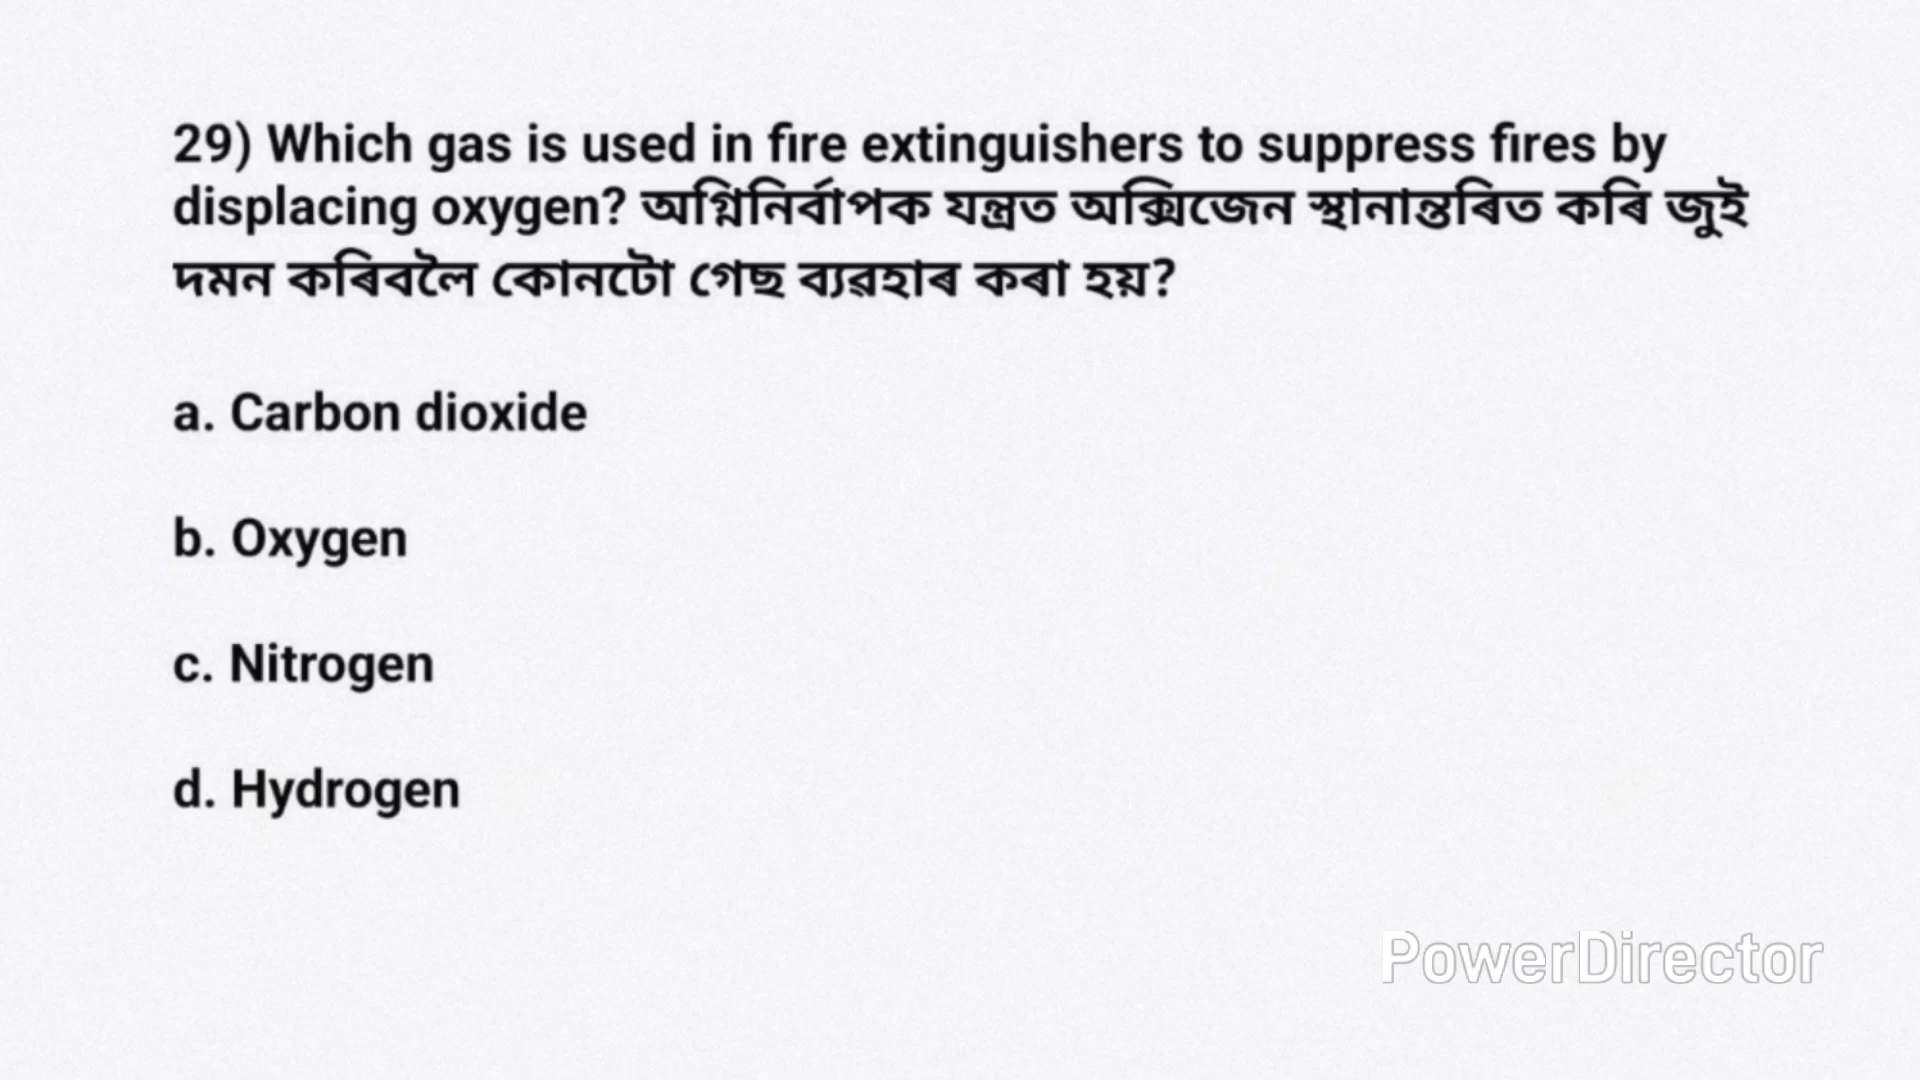 29) Which gas is used in fire extinguishers to suppress fires by
displacing oxygen? অগ্নিনিৰ্বাপক যন্ত্ৰত অক্সিজেন স্থানান্তৰিত কৰি জুই
দমন কৰিবলৈ কোনটো গেছ ব্যৱহাৰ কৰা হয়?
a. Carbon dioxide
b. Oxygen
c. Nitrogen
d. Hydrogen
PowerDirector